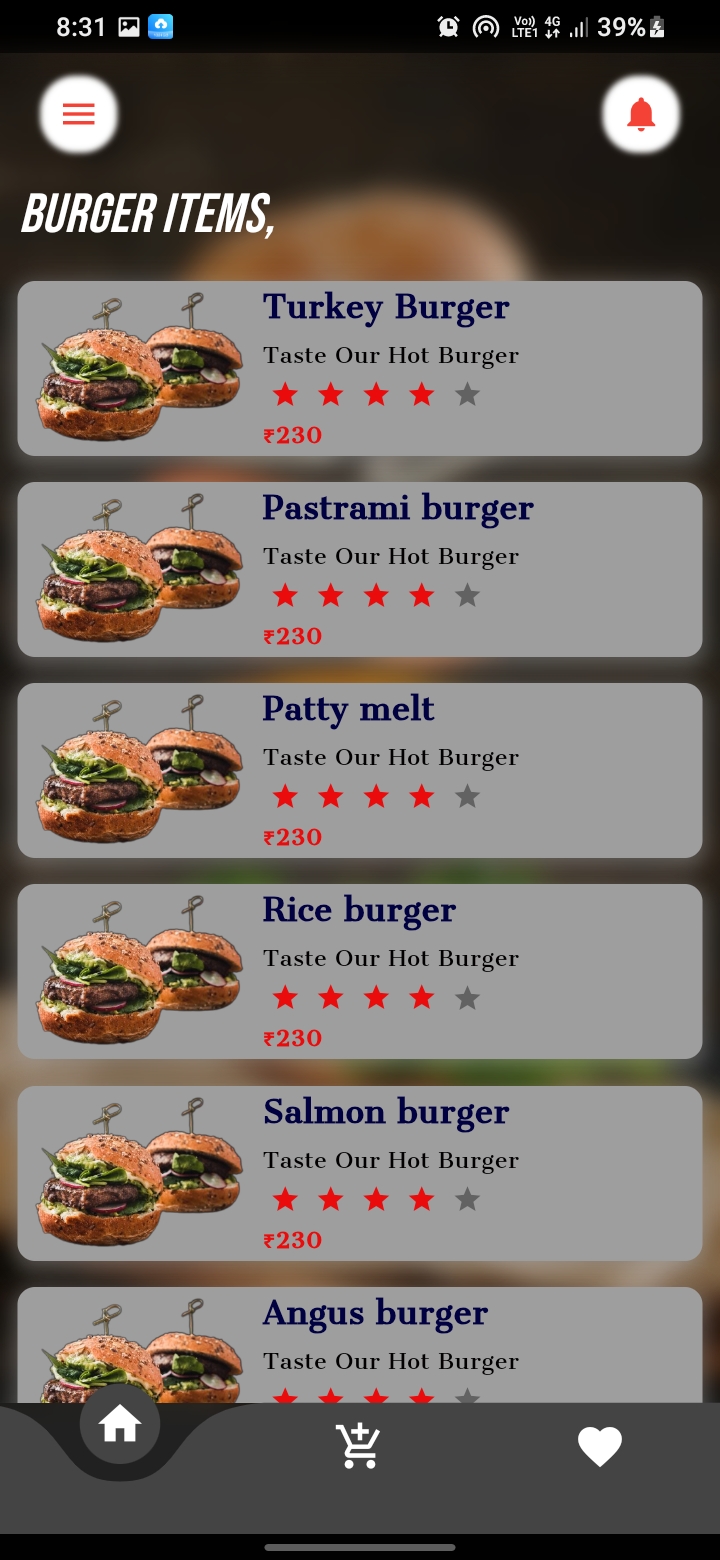 8:31 Vo)) LTE1 4G 39%
BURGER ITEMS,
Turkey Burger
Taste Our Hot Burger
₹230
Pastrami burger
Taste Our Hot Burger
₹230
Patty melt
Taste Our Hot Burger
₹230
Rice burger
Taste Our Hot Burger
₹230
Salmon burger
Taste Our Hot Burger
₹230
Angus burger
Taste Our Hot Burger